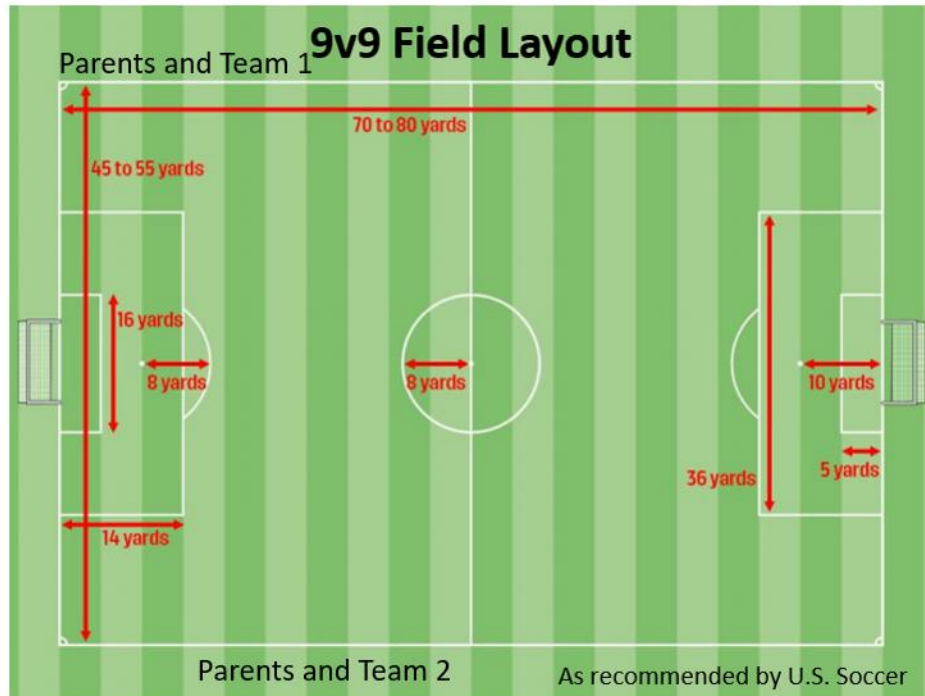 9v9 Field Layout
Parents and Team 1
70 to 80 yards
45 to 55 yards
16 yards
8 yards
8 yards
10 yards
5 yards
36 yards
14 yards
Parents and Team 2
As recommended by U.S. Soccer